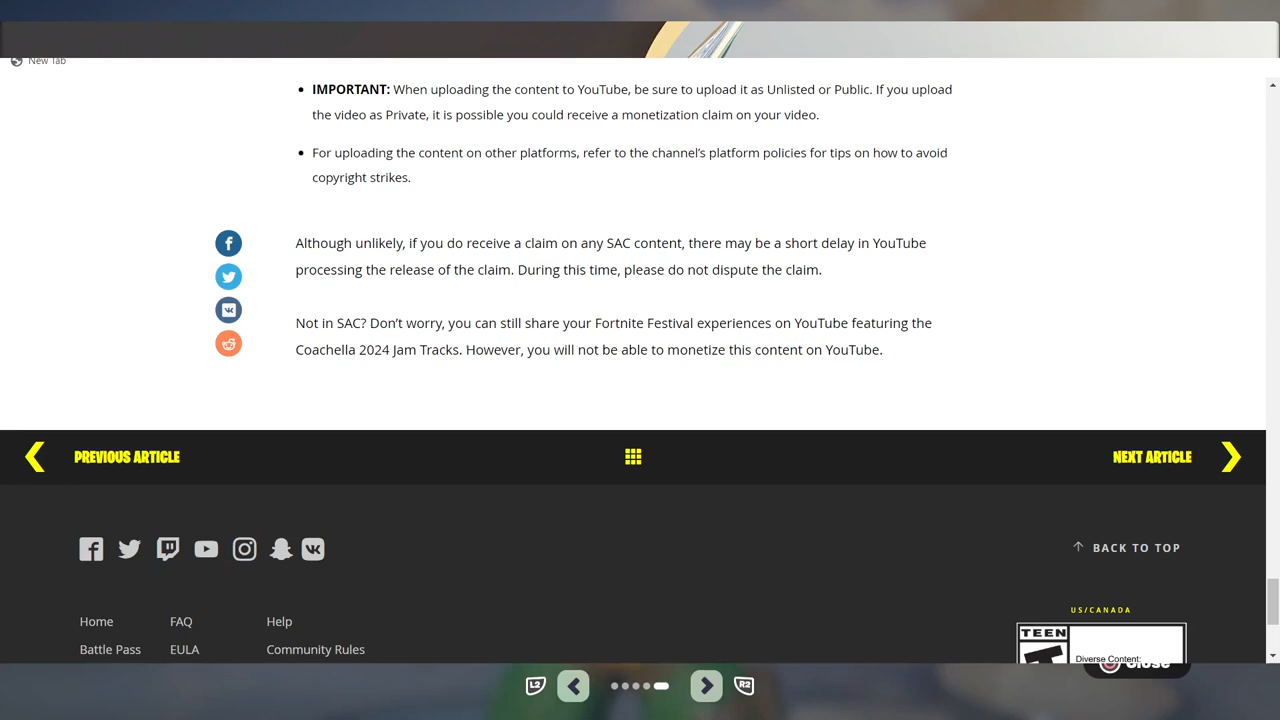 New Tab
IMPORTANT: When uploading the content to YouTube, be sure to upload it as Unlisted or Public. If you upload
the video as Private, it is possible you could receive a monetization claim on your video.
For uploading the content on other platforms, refer to the channel's platform policies for tips on how to avoid
copyright strikes.
Although unlikely, if you do receive a claim on any SAC content, there may be a short delay in YouTube
processing the release of the claim. During this time, please do not dispute the claim.
Not in SAC? Don't worry, you can still share your Fortnite Festival experiences on YouTube featuring the
Coachella 2024 Jam Tracks. However, you will not be able to monetize this content on YouTube.
PREVIOUS ARTICLE
NEXT ARTICLE
BACK TO TOP
US/CANADA
Home FAQ Help
Battle Pass EULA Community Rules
TEEN
T
Diverse Content:
Close
L2
R2